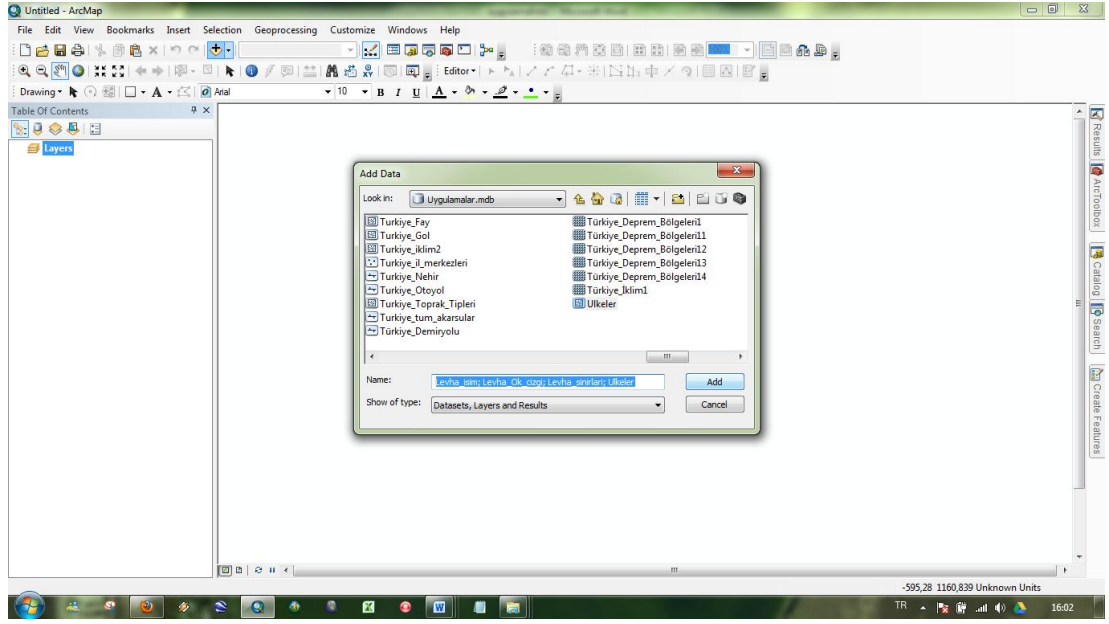 Untitled - ArcMap
File Edit View Bookmarks Insert Selection Geoprocessing Customize Windows Help
Editor
Drawing A Arial 10 B I U A
Table Of Contents
Layers
Add Data
Look in: Uygulamalar.mdb
Turkiye_Fay
Turkiye_Gol
Turkiye_iklim2
Turkiye_il_merkezleri
Turkiye_Nehir
Turkiye_Otoyol
Turkiye_Toprak_Tipleri
Turkiye_tum_akarsular
Türkiye_Demiryolu
Türkiye_Deprem_Bölgeleri1
Türkiye_Deprem_Bölgeleri11
Türkiye_Deprem_Bölgeleri12
Türkiye_Deprem_Bölgeleri13
Türkiye_Deprem_Bölgeleri14
Türkiye_İklim1
Ulkeler
Name: Levha_isim; Levha_Ok_cizgi; Levha_sinirlari; Ulkeler Add
Show of type: Datasets, Layers and Results Cancel
Results
ArcToolbox
Catalog
Search
Create Features
-595,28 1160,839 Unknown Units
TR 16:02